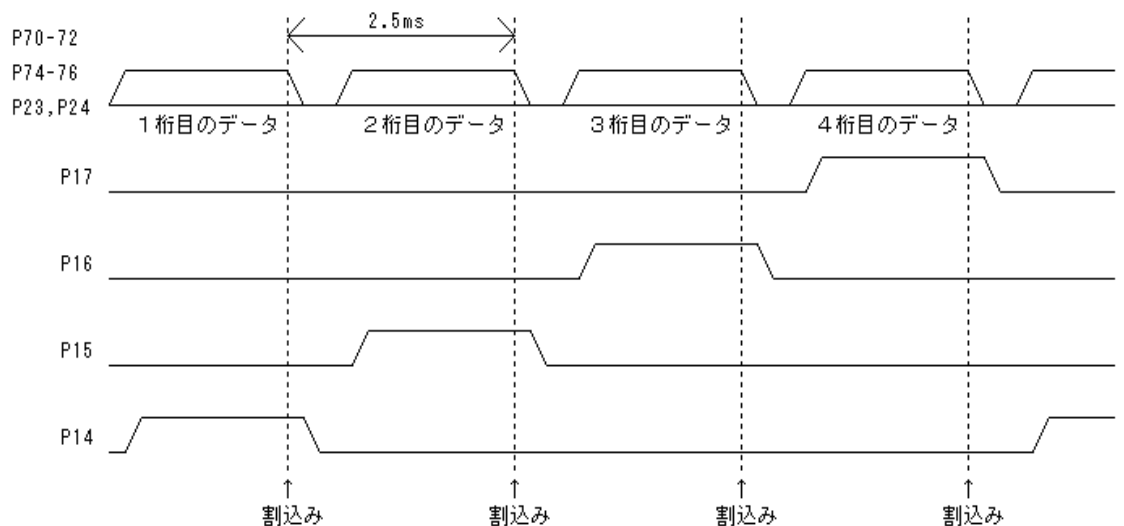 2.5ms
P70-72
P74-76
P23,P24
１桁目のデータ ２桁目のデータ ３桁目のデータ ４桁目のデータ
P17
P16
P15
P14
↑ ↑ ↑ ↑
割込み 割込み 割込み 割込み